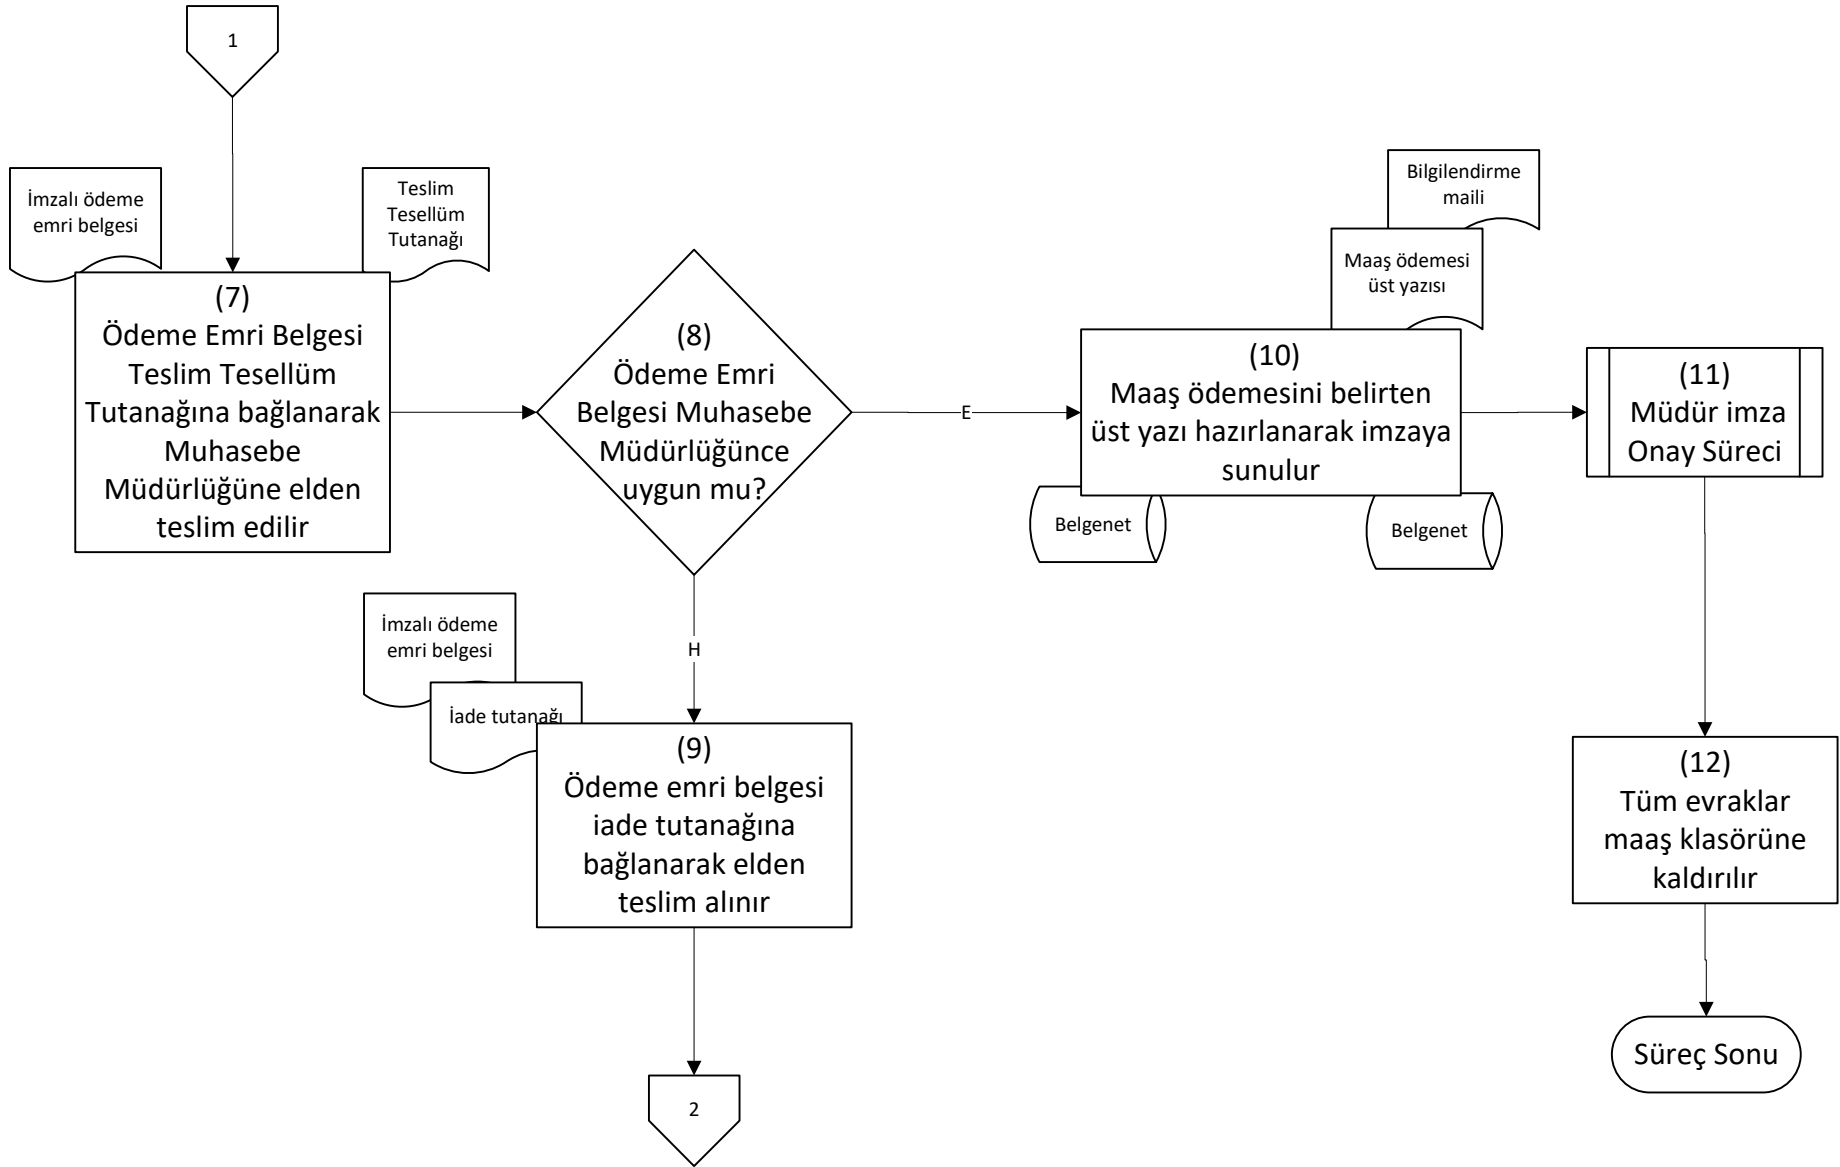 1
İmzalı ödeme
emri belgesi
Teslim
Tesellüm
Tutanağı
(7)
Ödeme Emri Belgesi
Teslim Tesellüm
Tutanağına bağlanarak
Muhasebe
Müdürlüğüne elden
teslim edilir
(8)
Ödeme Emri
Belgesi Muhasebe
Müdürlüğünce
uygun mu?
E
H
Bilgilendirme
maili
Maaş ödemesi
üst yazısı
(10)
Maaş ödemesini belirten
üst yazı hazırlanarak imzaya
sunulur
Belgenet
Belgenet
(11)
Müdür imza
Onay Süreci
İmzalı ödeme
emri belgesi
İade tutanağı
(9)
Ödeme emri belgesi
iade tutanağına
bağlanarak elden
teslim alınır
2
(12)
Tüm evraklar
maaş klasörüne
kaldırılır
Süreç Sonu